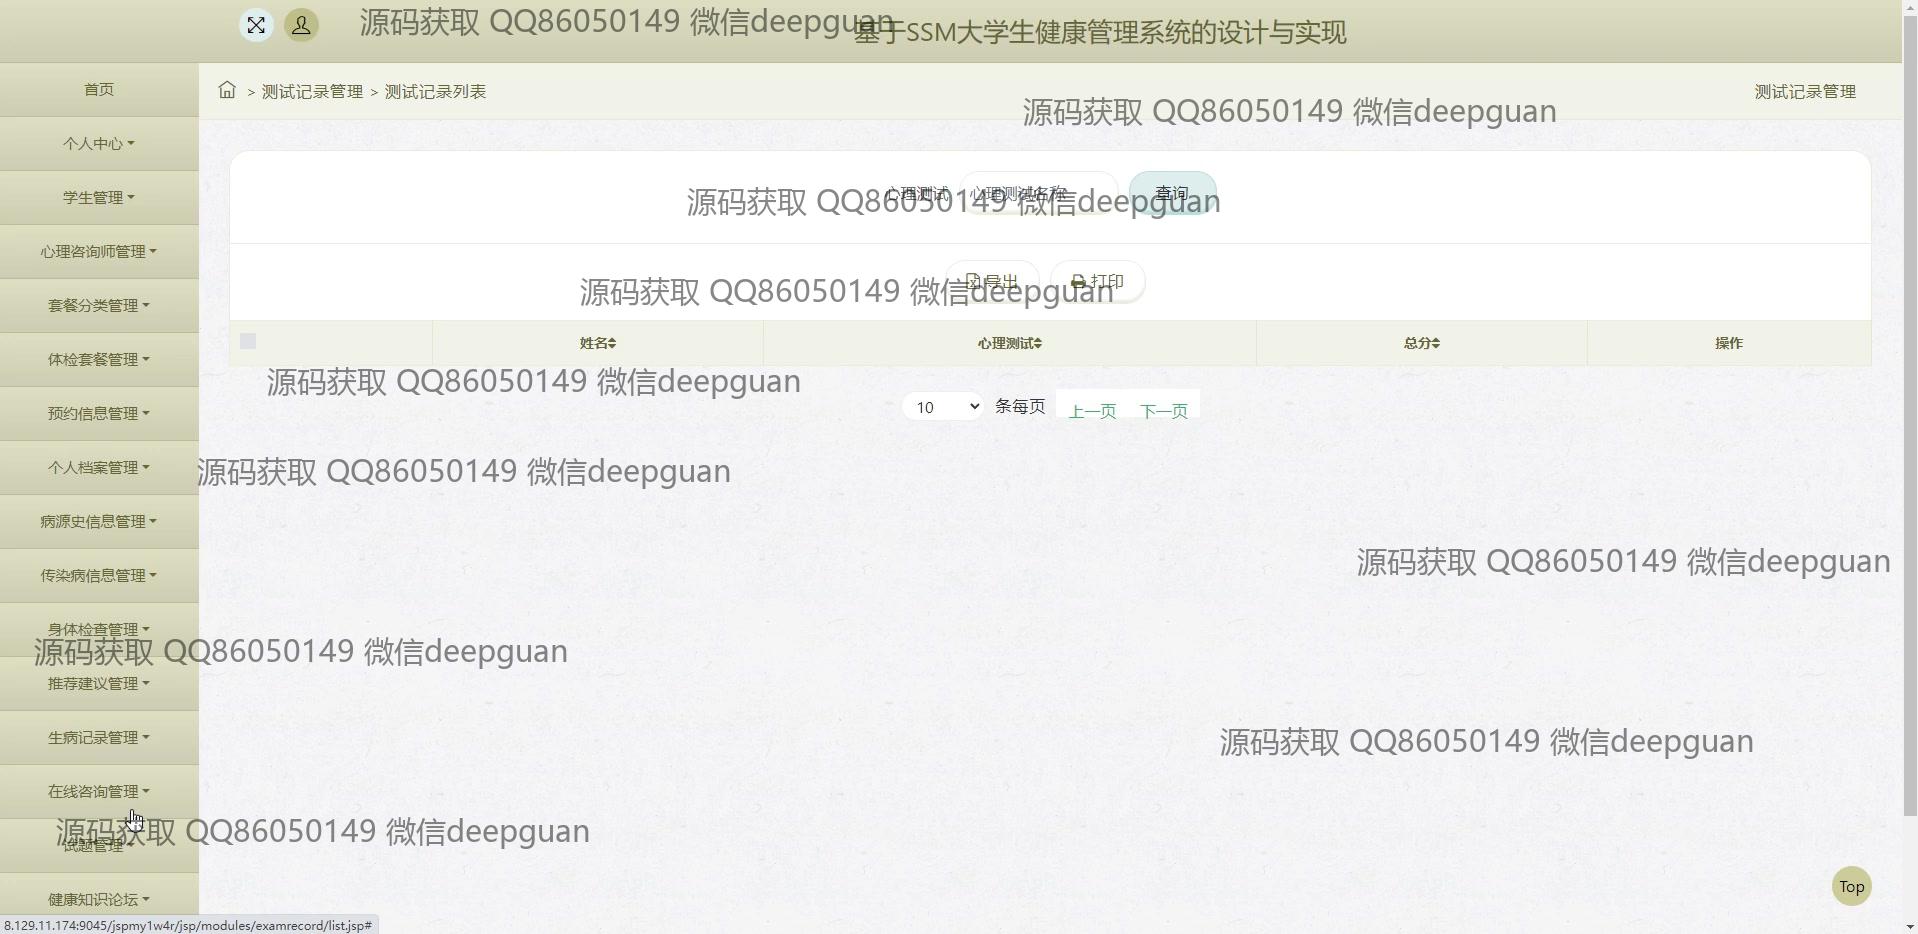 源码获取 QQ86050149 微信deepguan
基于SSM大学生健康管理系统的设计与实现
首页
> 测试记录管理 > 测试记录列表
测试记录管理
源码获取 QQ86050149 微信deepguan
个人中心
学生管理
心理测试 心理测试名称 查询
源码获取 QQ86050149 微信deepguan
心理咨询师管理
导出 打印
源码获取 QQ86050149 微信deepguan
套餐分类管理
姓名 心理测试 总分 操作
体检套餐管理
源码获取 QQ86050149 微信deepguan
10 条每页 上一页 下一页
预约信息管理
个人档案管理
源码获取 QQ86050149 微信deepguan
病源史信息管理
源码获取 QQ86050149 微信deepguan
传染病信息管理
身体检查管理
源码获取 QQ86050149 微信deepguan
推荐建议管理
生病记录管理
源码获取 QQ86050149 微信deepguan
在线咨询管理
源码获取 QQ86050149 微信deepguan
试题管理
Top
健康知识论坛
8.129.11.174:9045/jspmy1w4r/jsp/modules/examrecord/list.jsp#